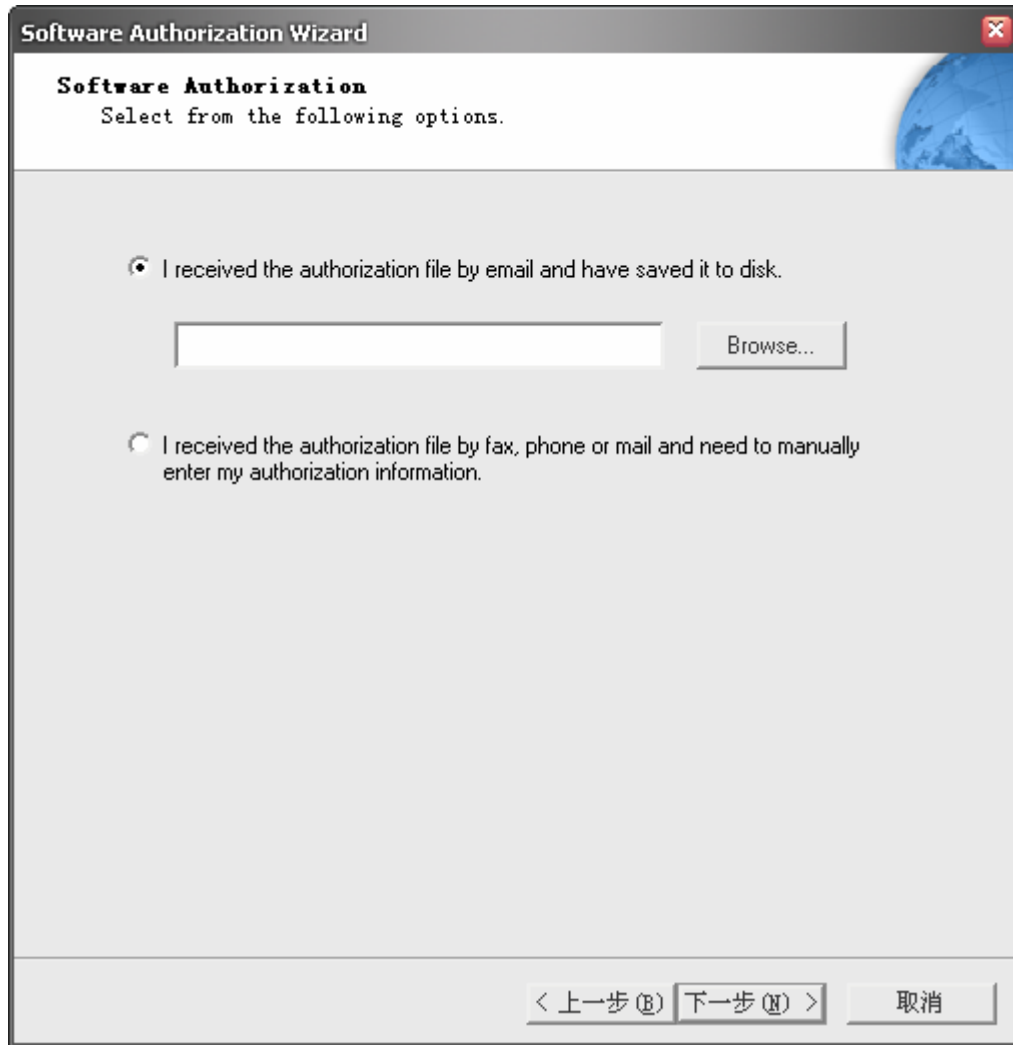 Software Authorization Wizard
Software Authorization
Select from the following options.
I received the authorization file by email and have saved it to disk.
Browse...
I received the authorization file by fax, phone or mail and need to manually
enter my authorization information.
< 上一步(B) 下一步(N) > 取消